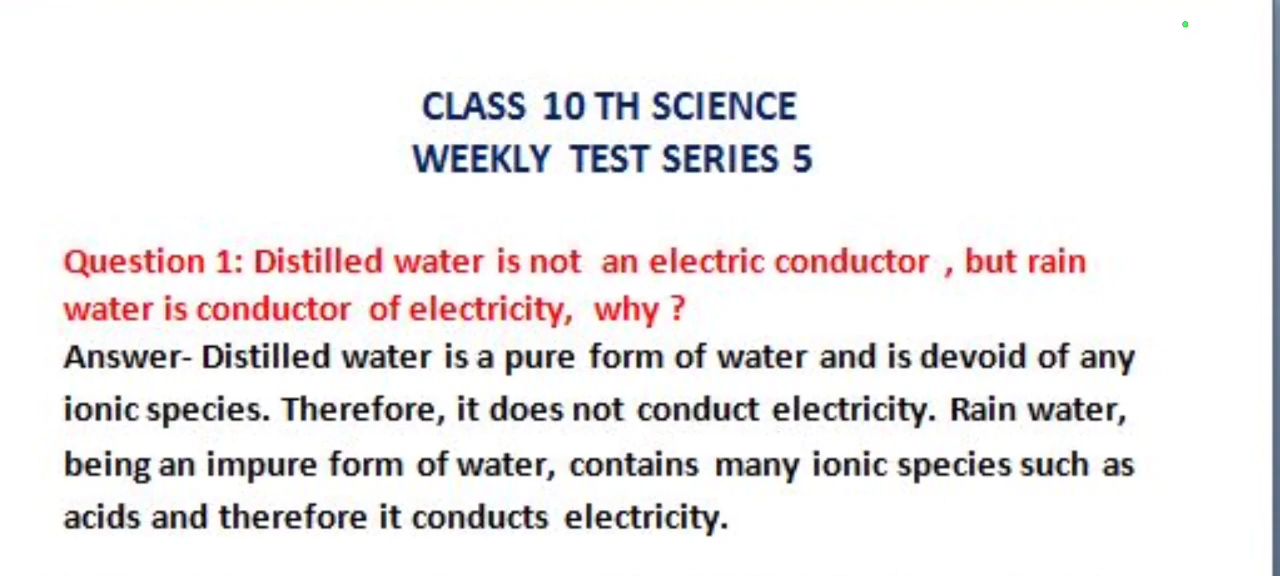 CLASS 10 TH SCIENCE
WEEKLY TEST SERIES 5
Question 1: Distilled water is not an electric conductor , but rain
water is conductor of electricity, why ?
Answer- Distilled water is a pure form of water and is devoid of any
ionic species. Therefore, it does not conduct electricity. Rain water,
being an impure form of water, contains many ionic species such as
acids and therefore it conducts electricity.